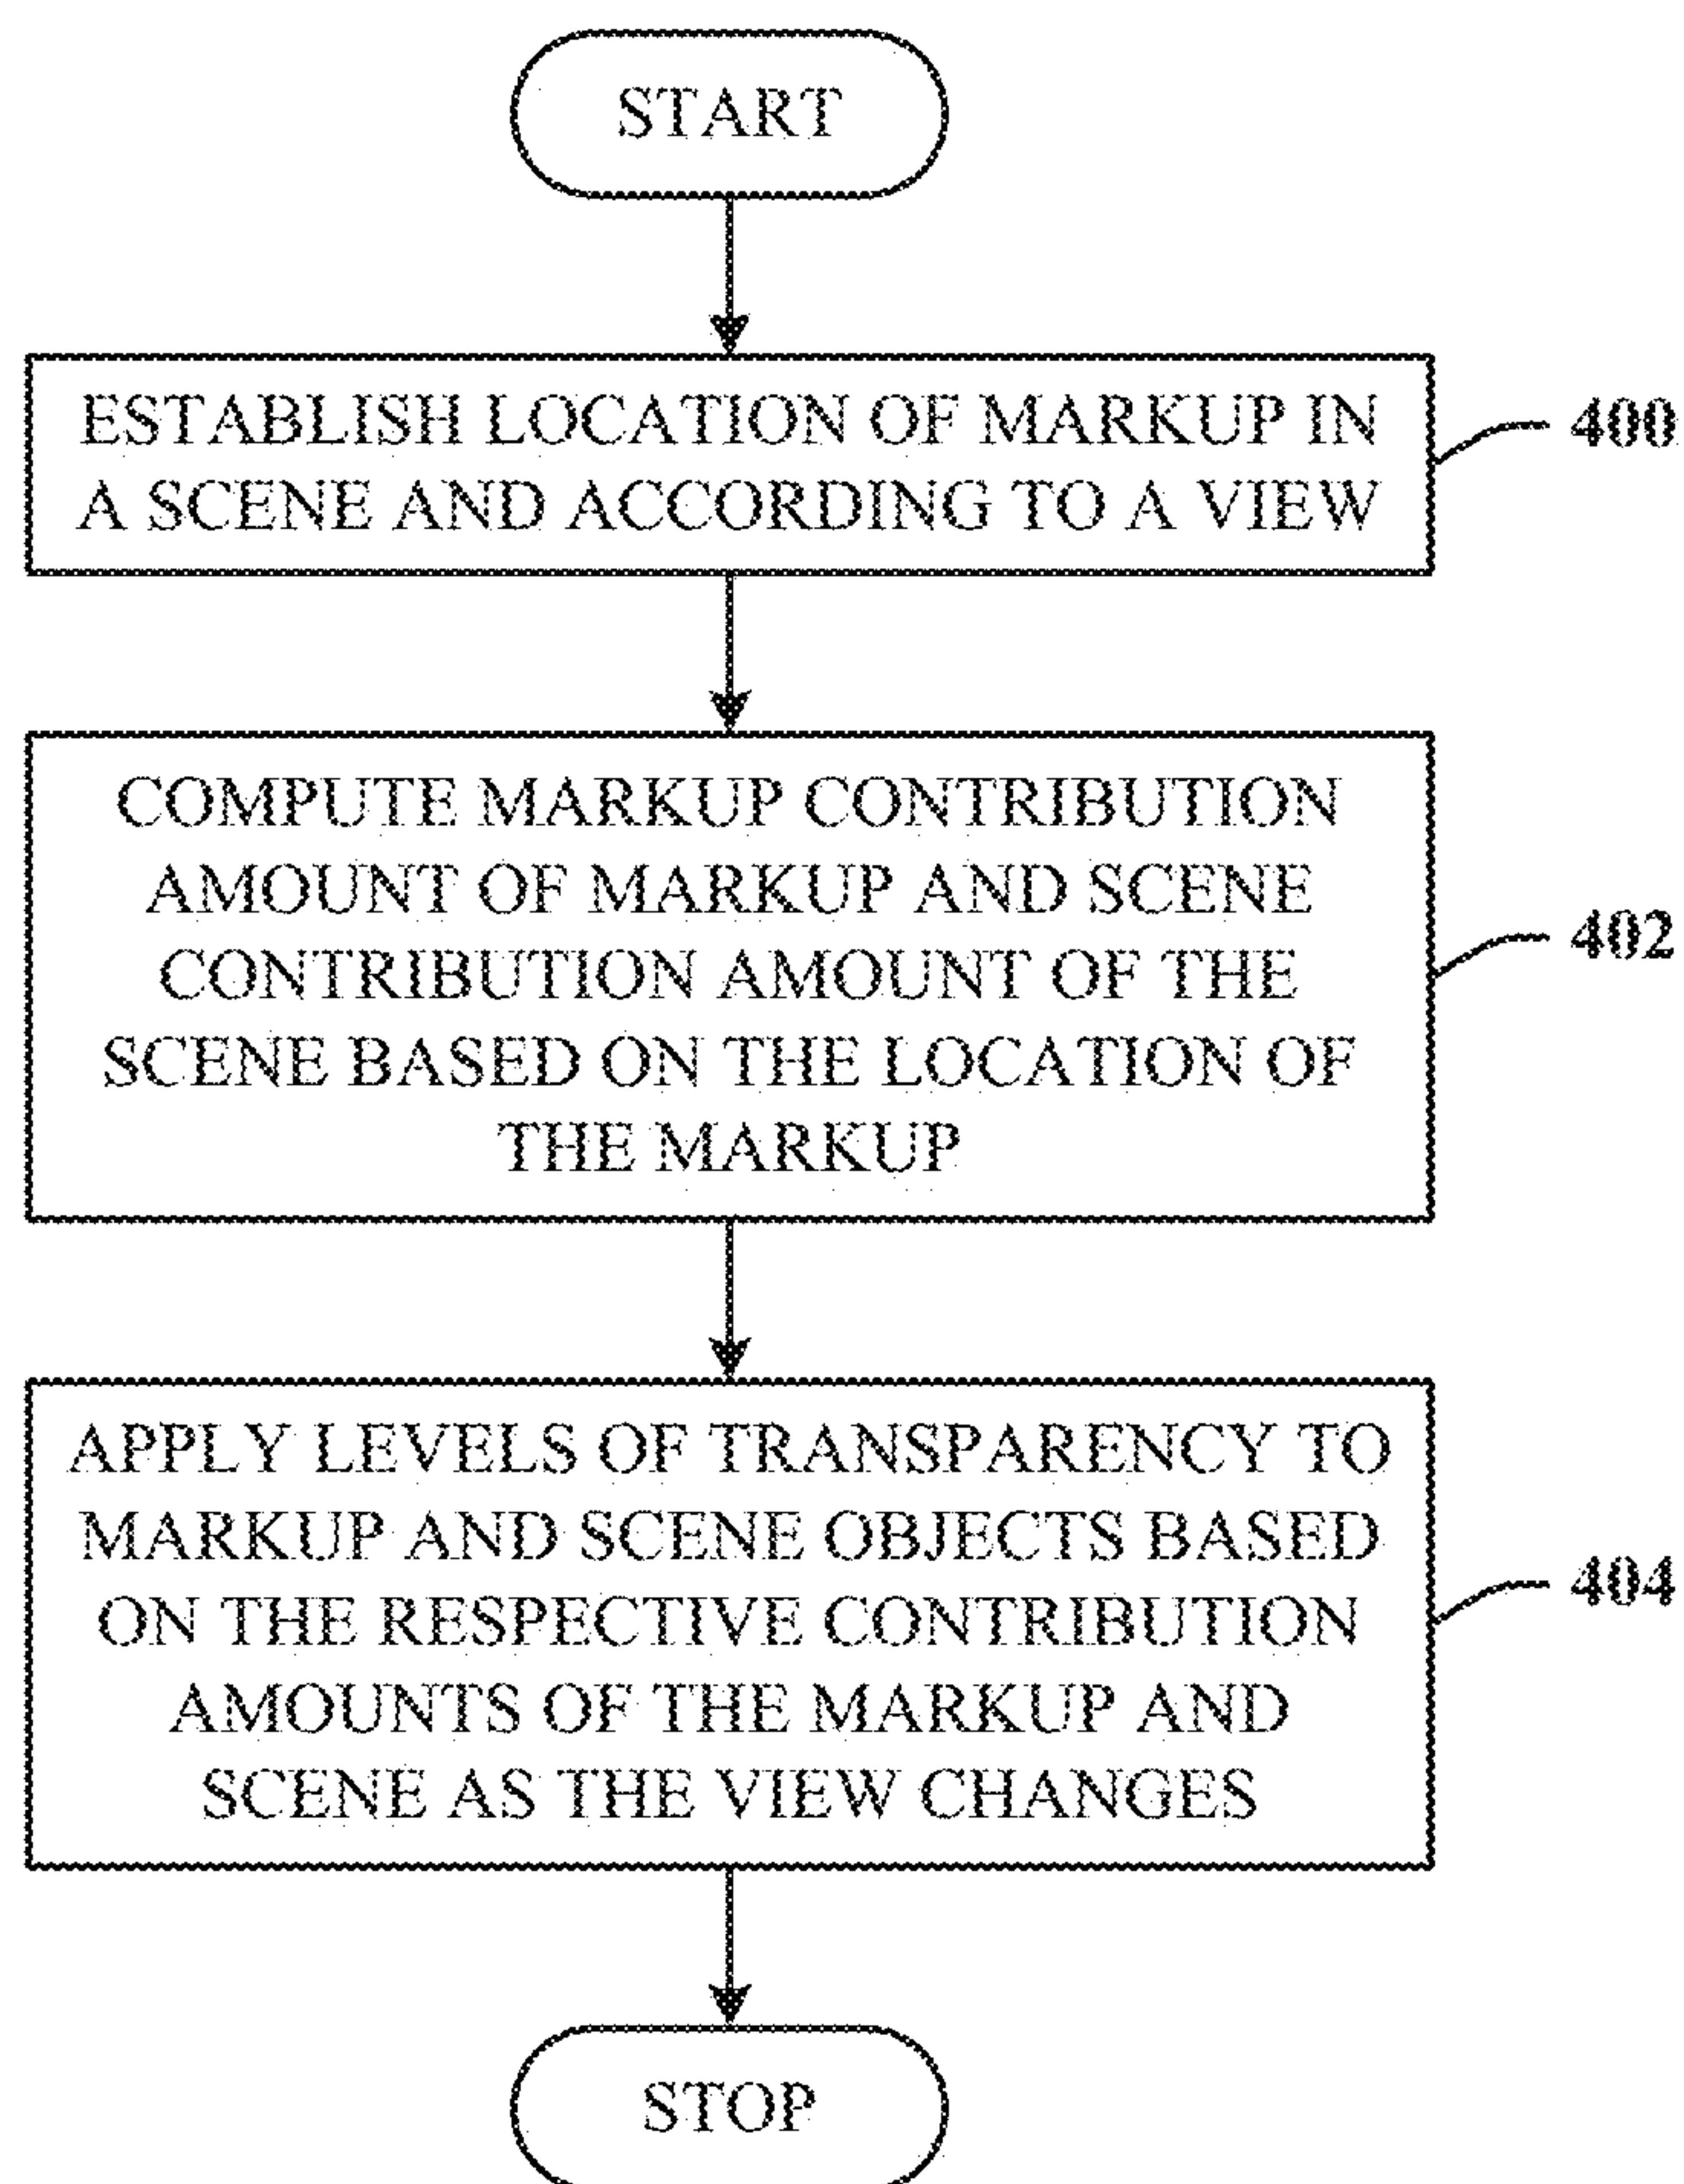 START
ESTABLISH LOCATION OF MARKUP IN
A SCENE AND ACCORDING TO A VIEW
400
COMPUTE MARKUP CONTRIBUTION
AMOUNT OF MARKUP AND SCENE
CONTRIBUTION AMOUNT OF THE
SCENE BASED ON THE LOCATION OF
THE MARKUP
402
APPLY LEVELS OF TRANSPARENCY TO
MARKUP AND SCENE OBJECTS BASED
ON THE RESPECTIVE CONTRIBUTION
AMOUNTS OF THE MARKUP AND
SCENE AS THE VIEW CHANGES
404
STOP